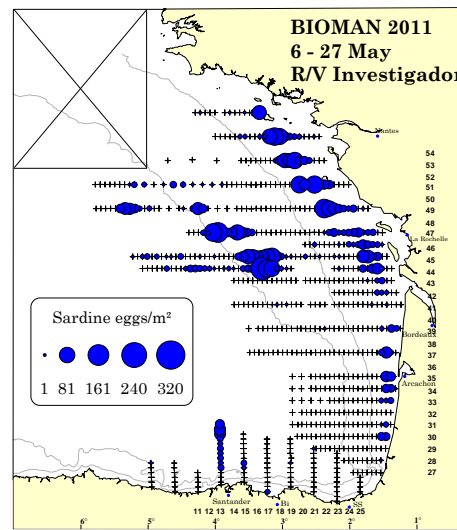 BIOMAN 2011
6 - 27 May
R/V Investigador
Nantes
54
53
52
51
50
49
48
47
La Rochelle
46
45
44
43
42
41
40
Bordeaux
39
38
37
36
Arcachon
35
34
33
32
31
30
29
28
27
Sardine eggs/m²
1 81 161 240 320
Santander
Bi
SS
11 12 13 14 15 16 17 18 19 20 21 22 23 24 25
6° 5° 4° 3° 2° 1°